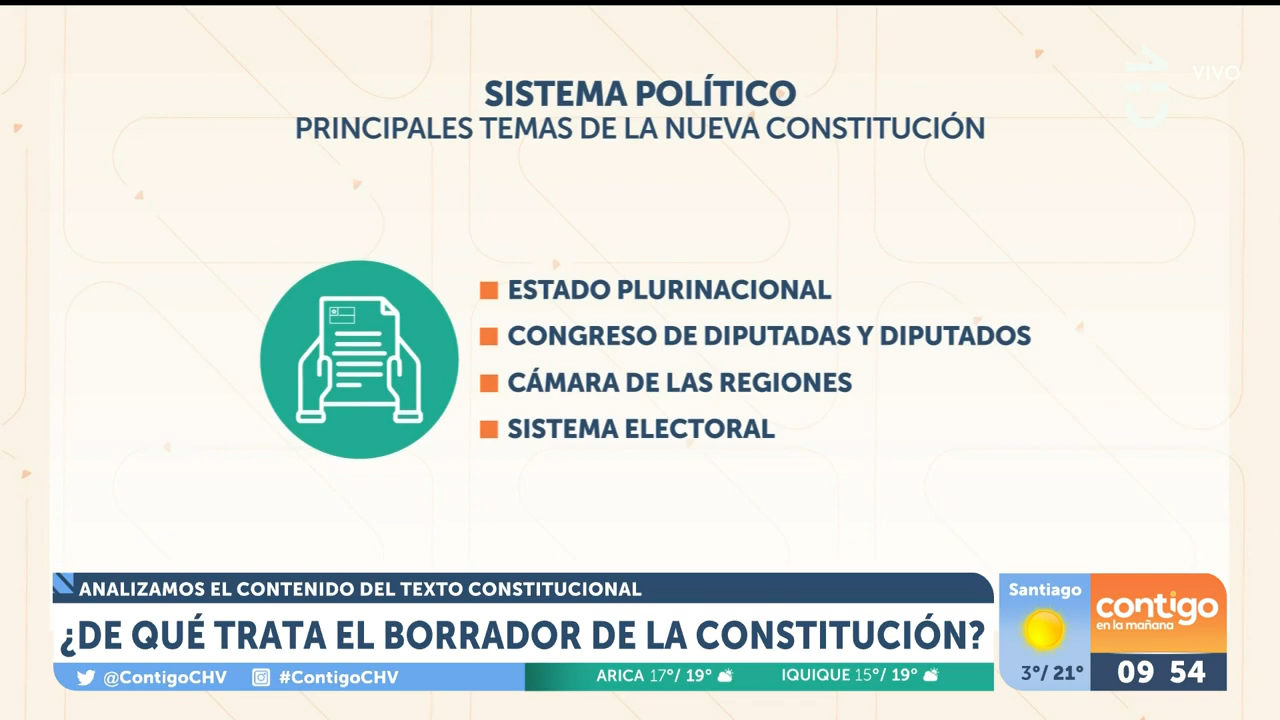 VIVO
SISTEMA POLÍTICO
PRINCIPALES TEMAS DE LA NUEVA CONSTITUCIÓN
ESTADO PLURINACIONAL
CONGRESO DE DIPUTADAS Y DIPUTADOS
CÁMARA DE LAS REGIONES
SISTEMA ELECTORAL
ANALIZAMOS EL CONTENIDO DEL TEXTO CONSTITUCIONAL
¿DE QUÉ TRATA EL BORRADOR DE LA CONSTITUCIÓN?
@ContigoCHV #ContigoCHV ARICA 17°/ 19° IQUIQUE 15°/ 19°
Santiago
3°/ 21°
contigo
en la mañana
09 54